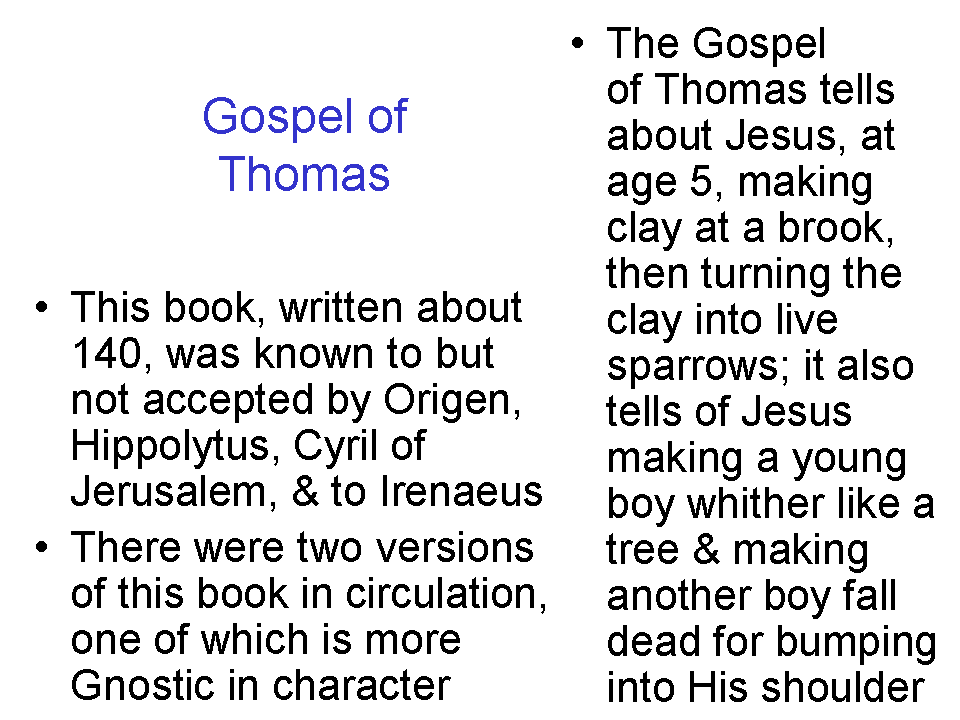 Gospel of
Thomas
• This book, written about
140, was known to but
not accepted by Origen,
Hippolytus, Cyril of
Jerusalem, & to Irenaeus
• There were two versions
of this book in circulation,
one of which is more
Gnostic in character
• The Gospel
of Thomas tells
about Jesus, at
age 5, making
clay at a brook,
then turning the
clay into live
sparrows; it also
tells of Jesus
making a young
boy whither like a
tree & making
another boy fall
dead for bumping
into His shoulder